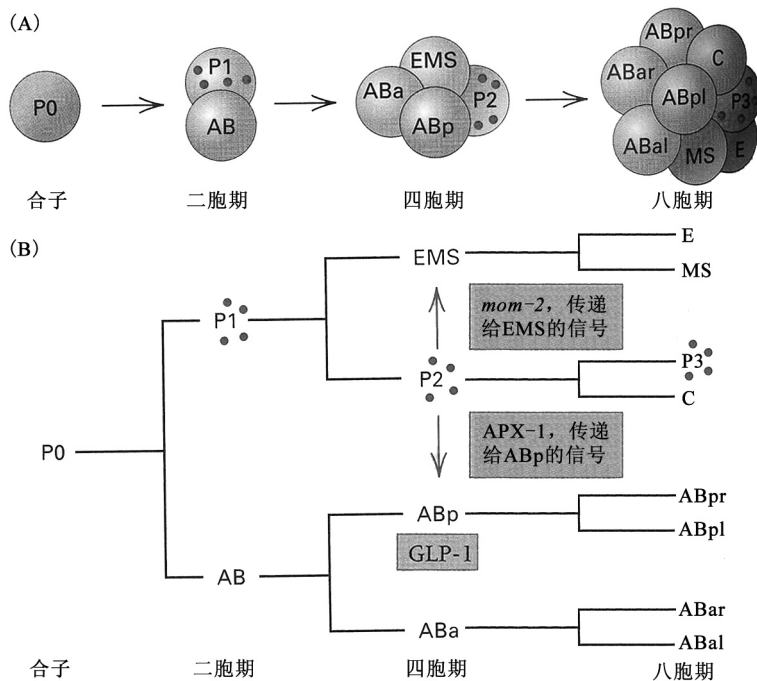 (A)
P0
P1
AB
EMS
ABa
P2
ABp
ABpr
C
ABar
ABpl
P3
ABal
MS
E
合子
二胞期
四胞期
八胞期
(B)
E
EMS
MS
mom-2，传递
给EMS的信号
P1
P2
P3
C
APX-1，传递
给ABp的信号
P0
ABp
ABpr
ABpl
GLP-1
AB
ABa
ABar
ABal
合子
二胞期
四胞期
八胞期